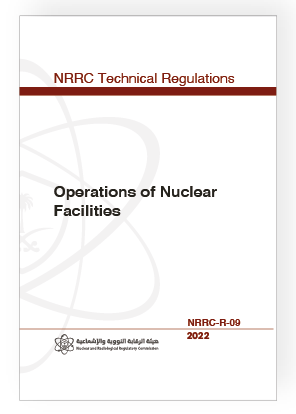 NRRC Technical Regulations
Operations of Nuclear
Facilities
NRRC-R-09
2022
هيئة الرقابة النووية والإشعاعية
Nuclear and Radiological Regulatory Commission